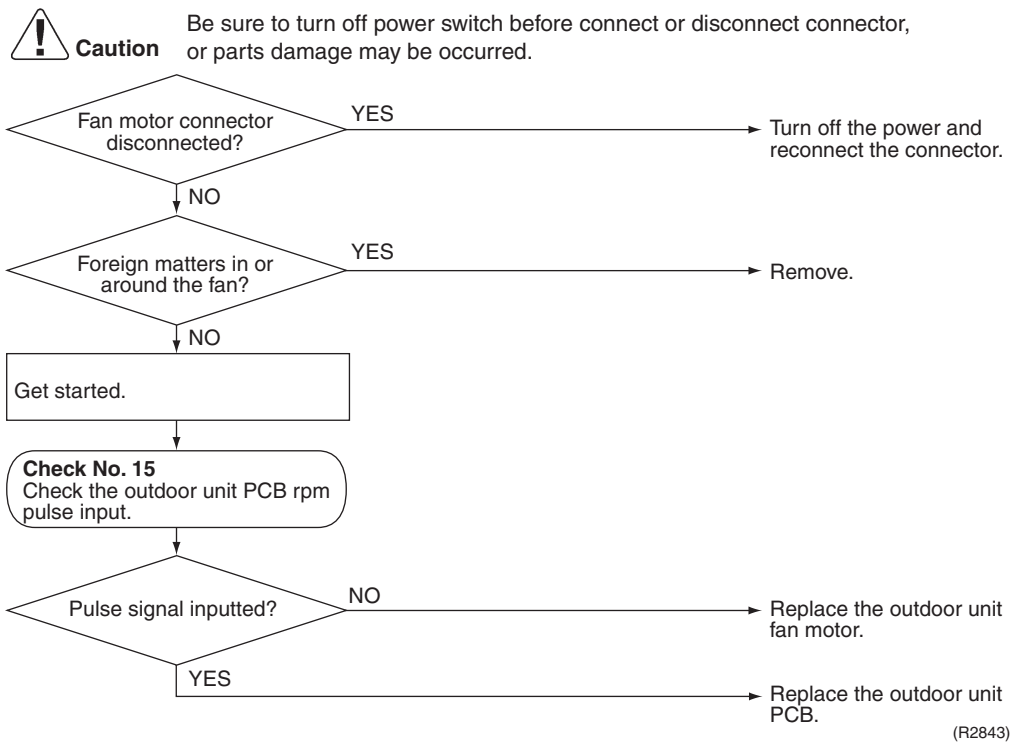 Be sure to turn off power switch before connect or disconnect connector,
Caution
or parts damage may be occurred.
Fan motor connector
disconnected?
YES
Turn off the power and
reconnect the connector.
NO
Foreign matters in or
around the fan?
YES
Remove.
NO
Get started.
Check No. 15
Check the outdoor unit PCB rpm
pulse input.
Pulse signal inputted?
NO
Replace the outdoor unit
fan motor.
YES
Replace the outdoor unit
PCB.
(R2843)